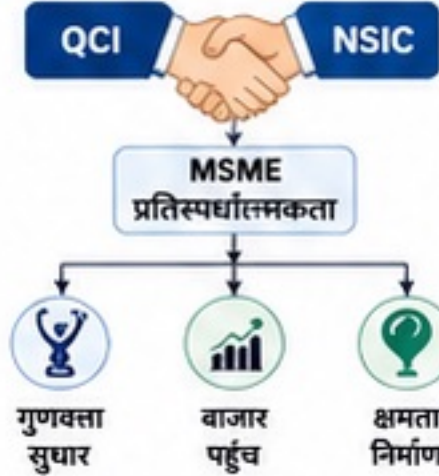 QCI
NSIC
MSME
प्रतिस्पर्धात्मकता
गुणवत्ता
सुधार
बाजार
पहुंच
क्षमता
निर्माण